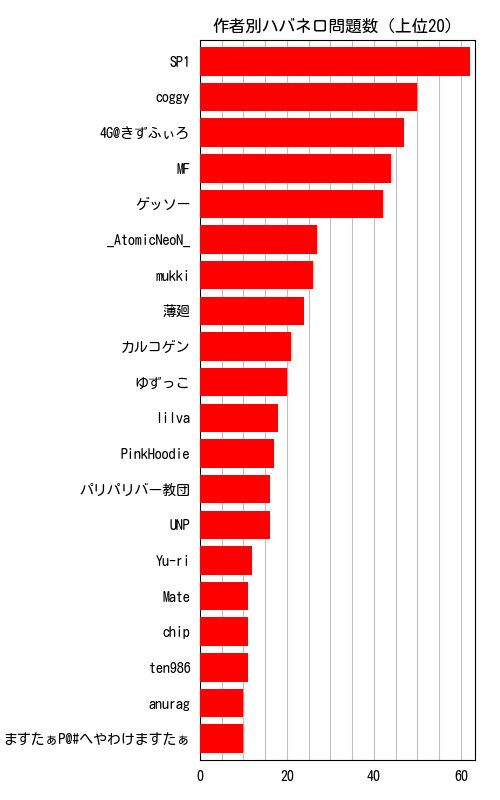 作者別ハバネロ問題数（上位20）
SP1
coggy
4G@きずふぃろ
MF
ゲッソー
_AtomicNeoN_
mukki
薄廻
カルコゲン
ゆずっこ
lilva
PinkHoodie
バリバリバー教団
UNP
Yu-ri
Mate
chip
ten986
anurag
ますたぁP@#へやわけますたぁ
0 20 40 60